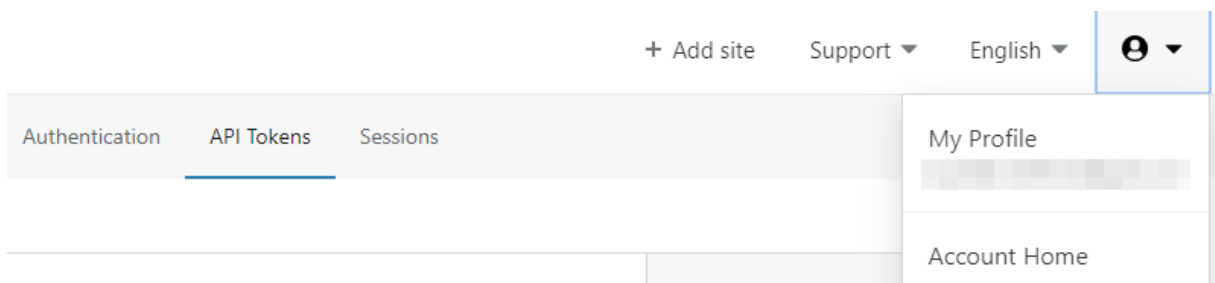 + Add site Support English
Authentication API Tokens Sessions
My Profile
Account Home